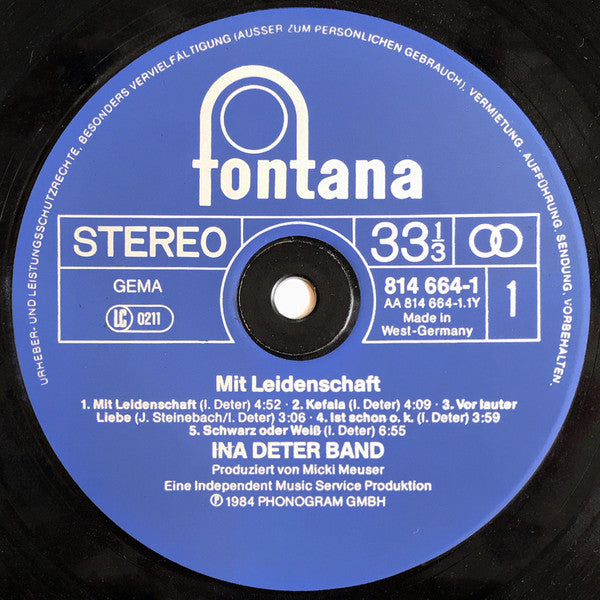 URHEBER- UND LEISTUNGSSCHUTZRECHTE, BESONDERS VERVIELFÄLTIGUNG (AUSSER ZUM PERSÖNLICHEN GEBRAUCH), VERMIETUNG. AUFFÜHRUNG. SENDUNG. VORBEHALTEN.
fontana
STEREO
33 1/3
GEMA
LC 0211
814 664-1
AA 814 664-1.1Y
Made in
West-Germany
1
Mit Leidenschaft
1. Mit Leidenschaft (I. Deter) 4:52 · 2. Kefala (I. Deter) 4:09 · 3. Vor lauter
Liebe (J. Steinebach/I. Deter) 3:06 · 4. Ist schon o. k. (I. Deter) 3:59
5. Schwarz oder Weiß (I. Deter) 6:55
INA DETER BAND
Produziert von Micki Meuser
Eine Independent Music Service Produktion
℗ 1984 PHONOGRAM GMBH